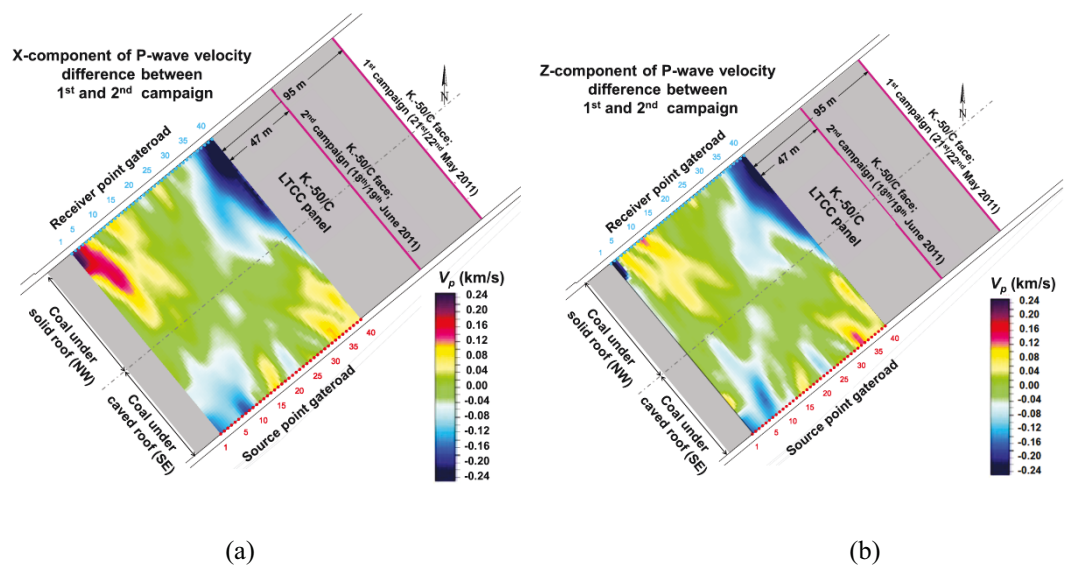 X-component of P-wave velocity
difference between
1st and 2nd campaign
N
95 m
47 m
K.-50/C face;
1st campaign (21st/22nd May 2011)
K.-50/C face;
2nd campaign (18th/19th June 2011)
K.-50/C
LTCC panel
Receiver point gateroad
1 5 10 15 20 25 30 35 40
Coal under
solid roof (NW)
Coal under
caved roof (SE)
Source point gateroad
1 5 10 15 20 25 30 35 40
Vp (km/s)
0.24
0.20
0.16
0.12
0.08
0.04
0.00
-0.04
-0.08
-0.12
-0.16
-0.20
-0.24
(a)
Z-component of P-wave velocity
difference between
1st and 2nd campaign
N
95 m
47 m
K.-50/C face;
1st campaign (21st/22nd May 2011)
K.-50/C face;
2nd campaign (18th/19th June 2011)
K.-50/C
LTCC panel
Receiver point gateroad
1 5 10 15 20 25 30 35 40
Coal under
solid roof (NW)
Coal under
caved roof (SE)
Source point gateroad
1 5 10 15 20 25 30 35 40
Vp (km/s)
0.24
0.20
0.16
0.12
0.08
0.04
0.00
-0.04
-0.08
-0.12
-0.16
-0.20
-0.24
(b)